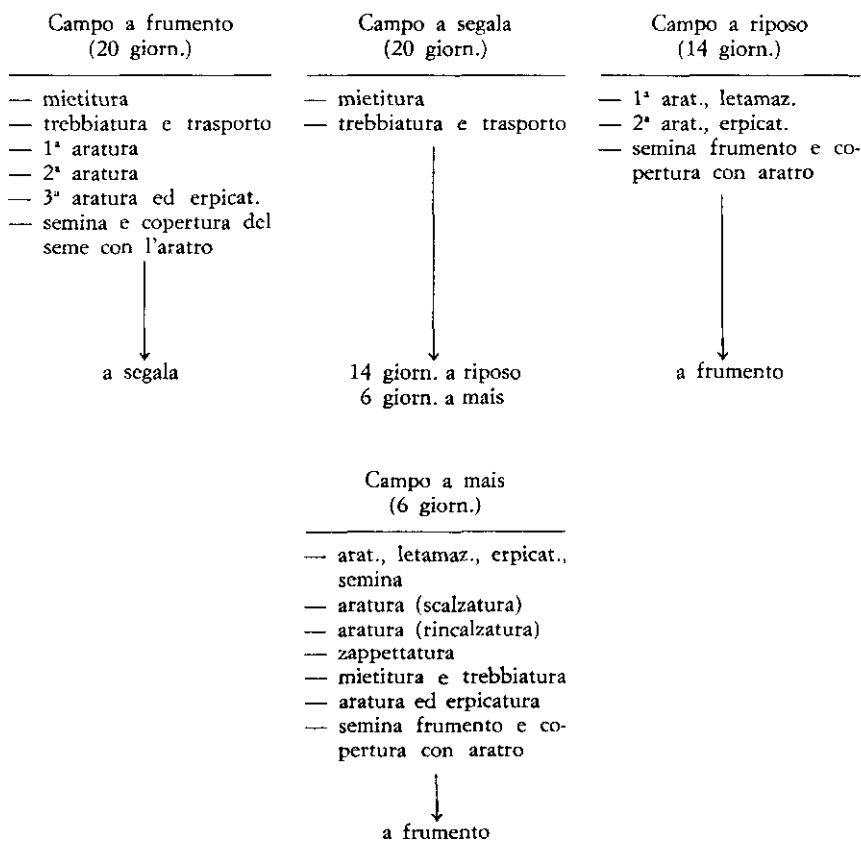 Campo a frumento
(20 giorn.)
— mietitura
— trebbiatura e trasporto
— 1ª aratura
— 2ª aratura
— 3ª aratura ed erpicat.
— semina e copertura del
seme con l'aratro
a segala
Campo a segala
(20 giorn.)
— mietitura
— trebbiatura e trasporto
14 giorn. a riposo
6 giorn. a mais
Campo a riposo
(14 giorn.)
— 1ª arat., letamaz.
— 2ª arat., erpicat.
— semina frumento e co-
pertura con aratro
a frumento
Campo a mais
(6 giorn.)
— arat., letamaz., erpicat.,
semina
— aratura (scalzatura)
— aratura (rincalzatura)
— zappettatura
— mietitura e trebbiatura
— aratura ed erpicatura
— semina frumento e co-
pertura con aratro
a frumento